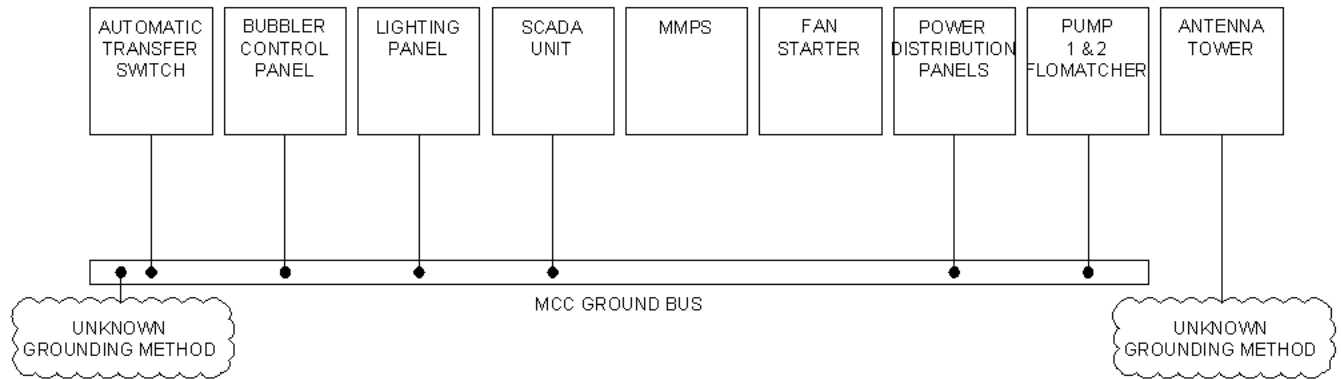 AUTOMATIC
TRANSFER
SWITCH
BUBBLER
CONTROL
PANEL
LIGHTING
PANEL
SCADA
UNIT
MMPS
FAN
STARTER
POWER
DISTRIBUTION
PANELS
PUMP
1 & 2
FLOMATCHER
ANTENNA
TOWER
MCC GROUND BUS
UNKNOWN
GROUNDING METHOD
UNKNOWN
GROUNDING METHOD